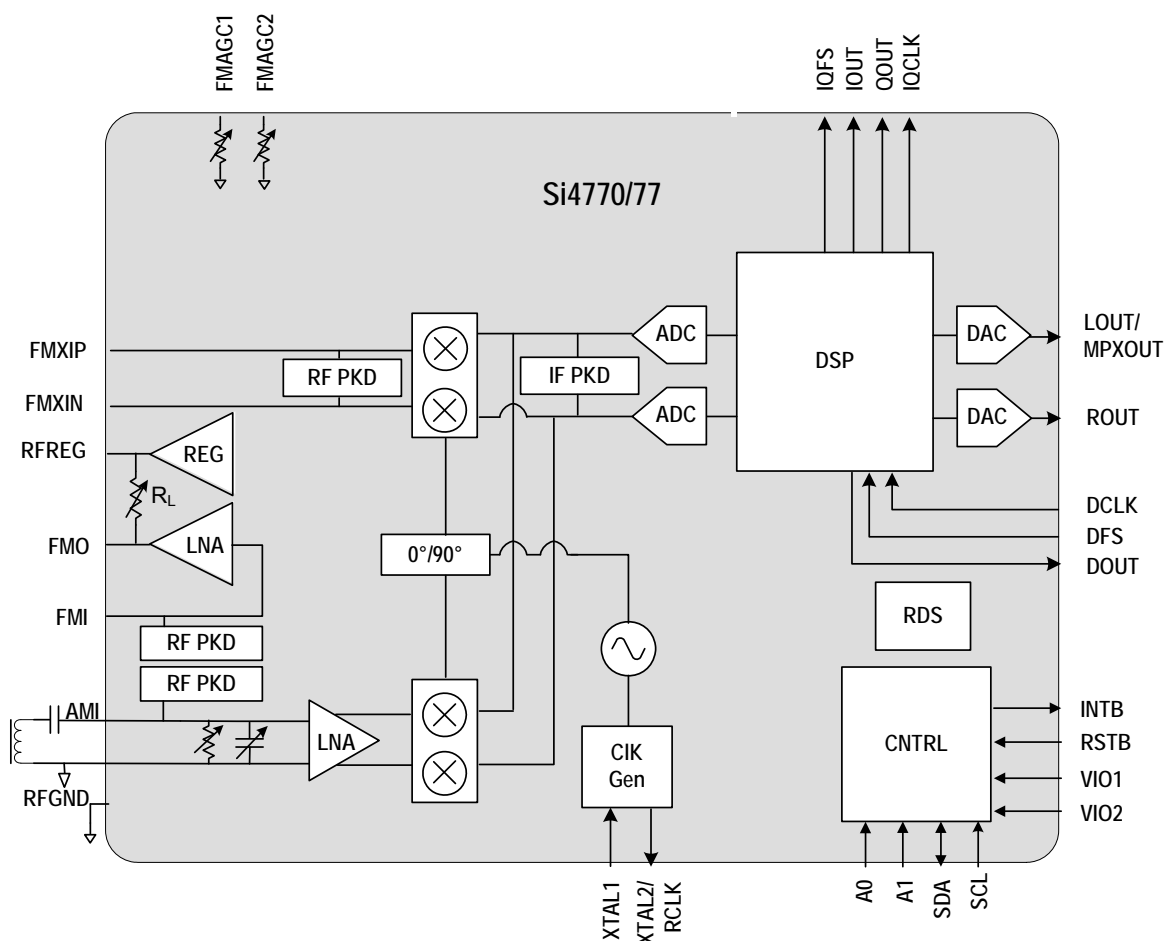 FMAGC1
FMAGC2
IQFS
IOUT
QOUT
IQCLK
Si4770/77
FMXIP
RF PKD
FMXIN
IF PKD
ADC
ADC
DSP
DAC
LOUT/
MPXOUT
DAC
ROUT
RFREG
REG
RL
FMO
LNA
0°/90°
DCLK
DFS
DOUT
FMI
RF PKD
RF PKD
RDS
AMI
LNA
RFGND
ClK
Gen
CNTRL
INTB
RSTB
VIO1
VIO2
XTAL1
XTAL2/
RCLK
A0
A1
SDA
SCL